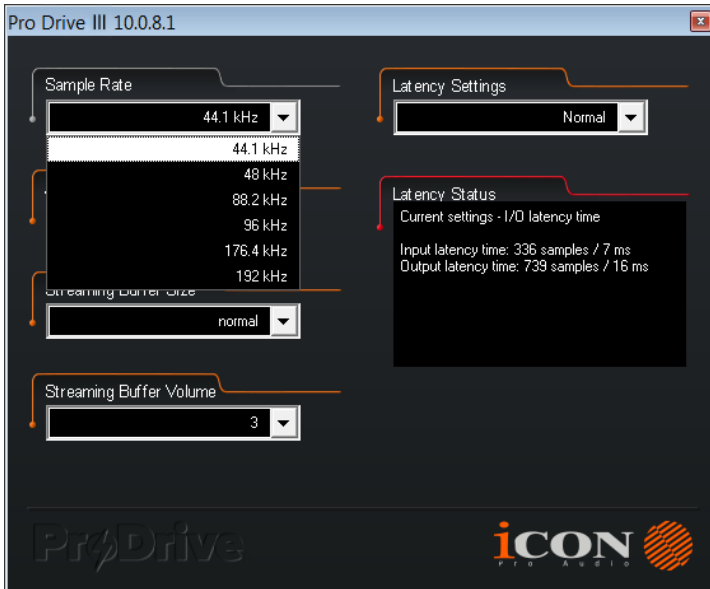 Pro Drive III 10.0.8.1
Sample Rate
44.1 kHz
44.1 kHz
48 kHz
88.2 kHz
96 kHz
176.4 kHz
192 kHz
Streaming Buffer Size
normal
Streaming Buffer Volume
3
Latency Settings
Normal
Latency Status
Current settings - I/O latency time
Input latency time: 336 samples / 7 ms
Output latency time: 739 samples / 16 ms
ProDrive
iCON
Pro Audio